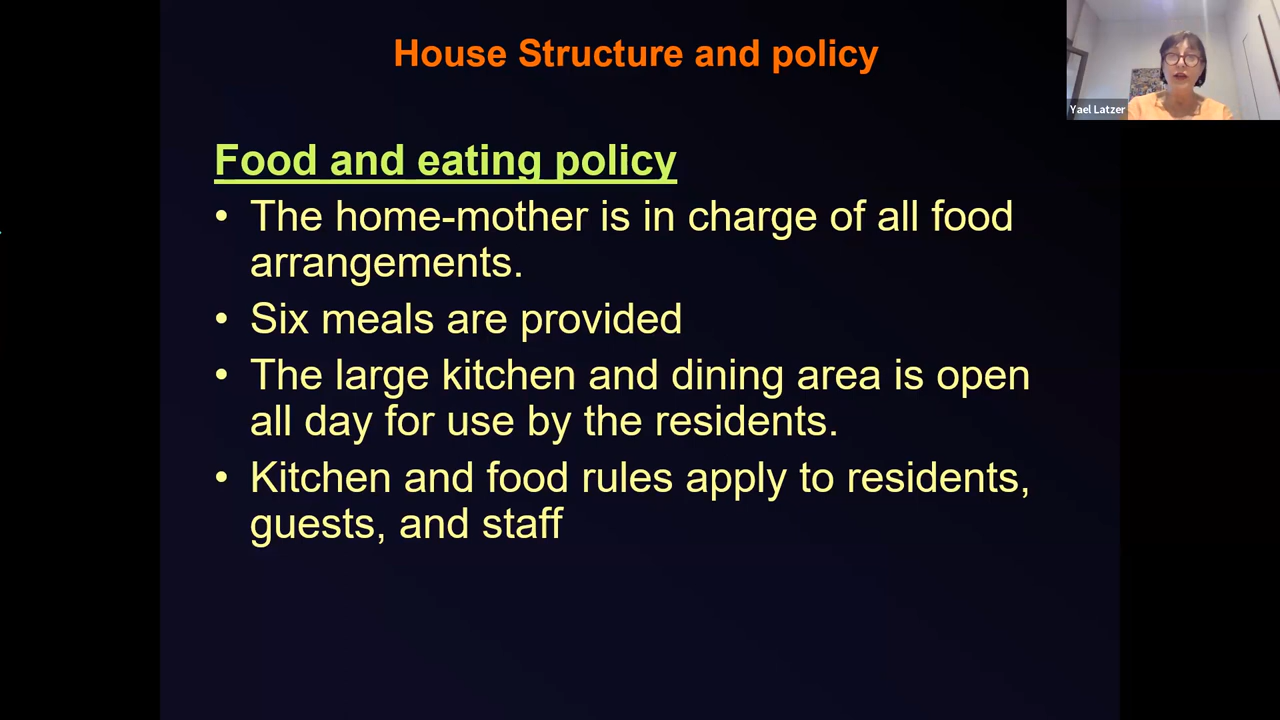 House Structure and policy
Yael Latzer
Food and eating policy
• The home-mother is in charge of all food
arrangements.
• Six meals are provided
• The large kitchen and dining area is open
all day for use by the residents.
• Kitchen and food rules apply to residents,
guests, and staff